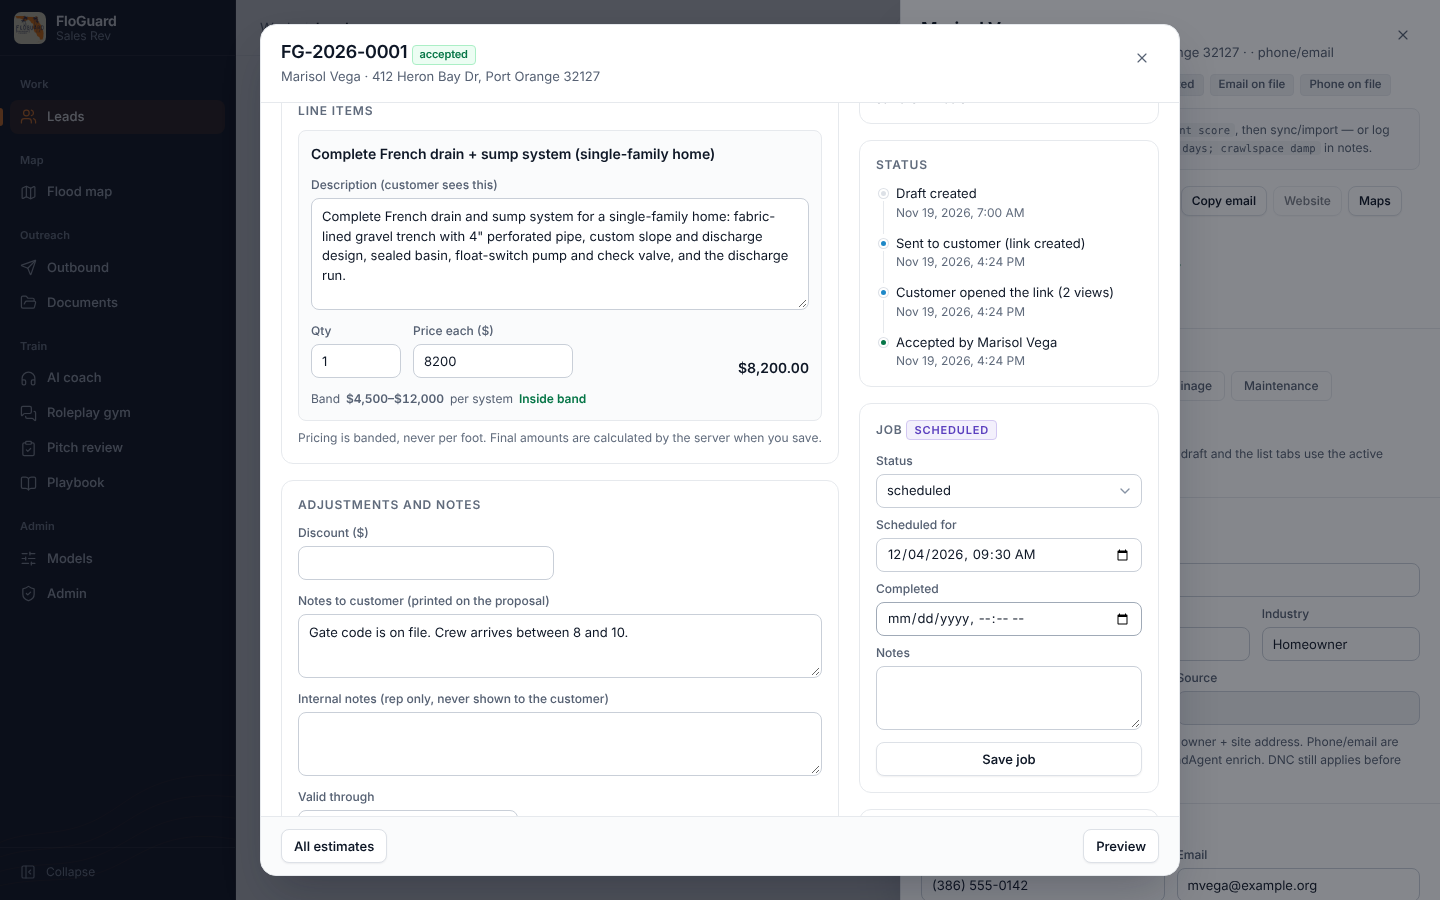 FloGuard
Sales Rev
Work
Leads
Map
Flood map
Outreach
Outbound
Documents
Train
AI coach
Roleplay gym
Pitch review
Playbook
Admin
Models
Admin
Collapse
FG-2026-0001 accepted
Marisol Vega · 412 Heron Bay Dr, Port Orange 32127
LINE ITEMS
Complete French drain + sump system (single-family home)
Description (customer sees this)
Complete French drain and sump system for a single-family home: fabric-
lined gravel trench with 4" perforated pipe, custom slope and discharge
design, sealed basin, float-switch pump and check valve, and the discharge
run.
Qty
Price each ($)
1
8200
$8,200.00
Band $4,500–$12,000 per system Inside band
Pricing is banded, never per foot. Final amounts are calculated by the server when you save.
ADJUSTMENTS AND NOTES
Discount ($)
Notes to customer (printed on the proposal)
Gate code is on file. Crew arrives between 8 and 10.
Internal notes (rep only, never shown to the customer)
Valid through
STATUS
Draft created
Nov 19, 2026, 7:00 AM
Sent to customer (link created)
Nov 19, 2026, 4:24 PM
Customer opened the link (2 views)
Nov 19, 2026, 4:24 PM
Accepted by Marisol Vega
Nov 19, 2026, 4:24 PM
JOB SCHEDULED
Status
scheduled
Scheduled for
12/04/2026, 09:30 AM
Completed
mm/dd/yyyy, --:-- --
Notes
Save job
All estimates
Preview
nge 32127 · · phone/email
ed
Email on file
Phone on file
nt score , then sync/import — or log
days; crawlspace damp in notes.
Copy email
Website
Maps
inage
Maintenance
draft and the list tabs use the active
Industry
Homeowner
Source
owner + site address. Phone/email are
dAgent enrich. DNC still applies before
Email
(386) 555-0142
mvega@example.org